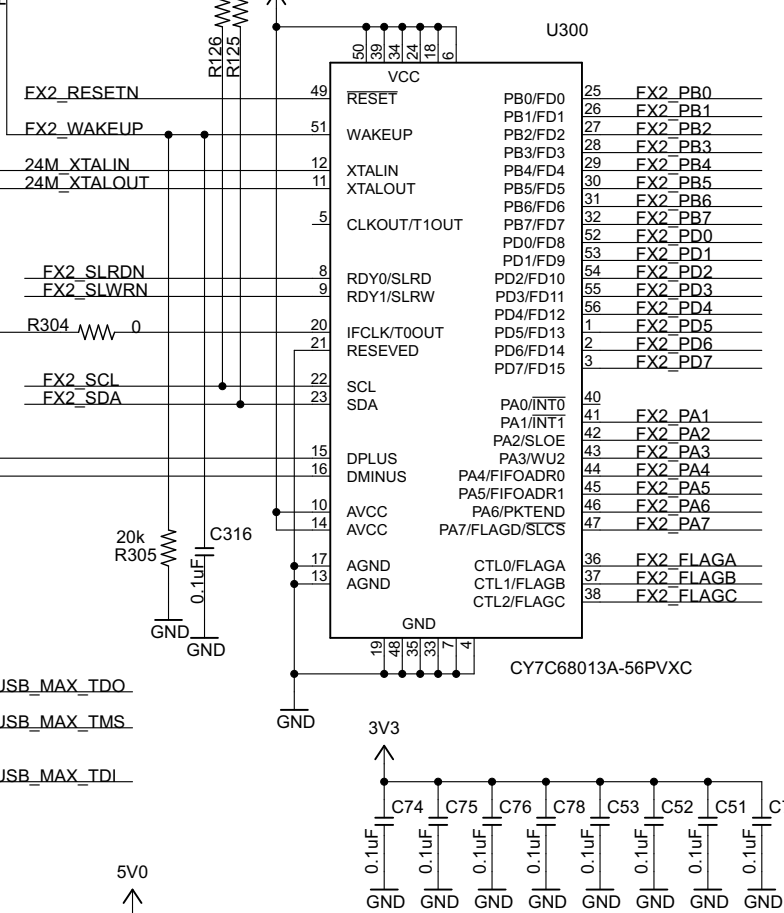 U300
R126
R125
50
39
34
24
18
6
VCC
FX2_RESETN 49 RESET
FX2_WAKEUP 51 WAKEUP
24M_XTALIN 12 XTALIN
24M_XTALOUT 11 XTALOUT
5 CLKOUT/T1OUT
FX2_SLRDN 8 RDY0/SLRD
FX2_SLWRN 9 RDY1/SLRW
R304 0 20 IFCLK/T0OUT
21 RESEVED
FX2_SCL 22 SCL
FX2_SDA 23 SDA
15 DPLUS
16 DMINUS
10 AVCC
14 AVCC
17 AGND
13 AGND
PB0/FD0 25 FX2_PB0
PB1/FD1 26 FX2_PB1
PB2/FD2 27 FX2_PB2
PB3/FD3 28 FX2_PB3
PB4/FD4 29 FX2_PB4
PB5/FD5 30 FX2_PB5
PB6/FD6 31 FX2_PB6
PB7/FD7 32 FX2_PB7
PD0/FD8 52 FX2_PD0
PD1/FD9 53 FX2_PD1
PD2/FD10 54 FX2_PD2
PD3/FD11 55 FX2_PD3
PD4/FD12 56 FX2_PD4
PD5/FD13 1 FX2_PD5
PD6/FD14 2 FX2_PD6
PD7/FD15 3 FX2_PD7
PA0/INT0 40
PA1/INT1 41 FX2_PA1
PA2/SLOE 42 FX2_PA2
PA3/WU2 43 FX2_PA3
PA4/FIFOADR0 44 FX2_PA4
PA5/FIFOADR1 45 FX2_PA5
PA6/PKTEND 46 FX2_PA6
PA7/FLAGD/SLCS 47 FX2_PA7
CTL0/FLAGA 36 FX2_FLAGA
CTL1/FLAGB 37 FX2_FLAGB
CTL2/FLAGC 38 FX2_FLAGC
GND
19
48
35
33
7
4
CY7C68013A-56PVXC
20k
R305
C316
0.1uF
GND
GND
GND
USB_MAX_TDO
USB_MAX_TMS
USB_MAX_TDI
5V0
3V3
C74 C75 C76 C78 C53 C52 C51
0.1uF 0.1uF 0.1uF 0.1uF 0.1uF 0.1uF 0.1uF 0.1uF
GND GND GND GND GND GND GND GND